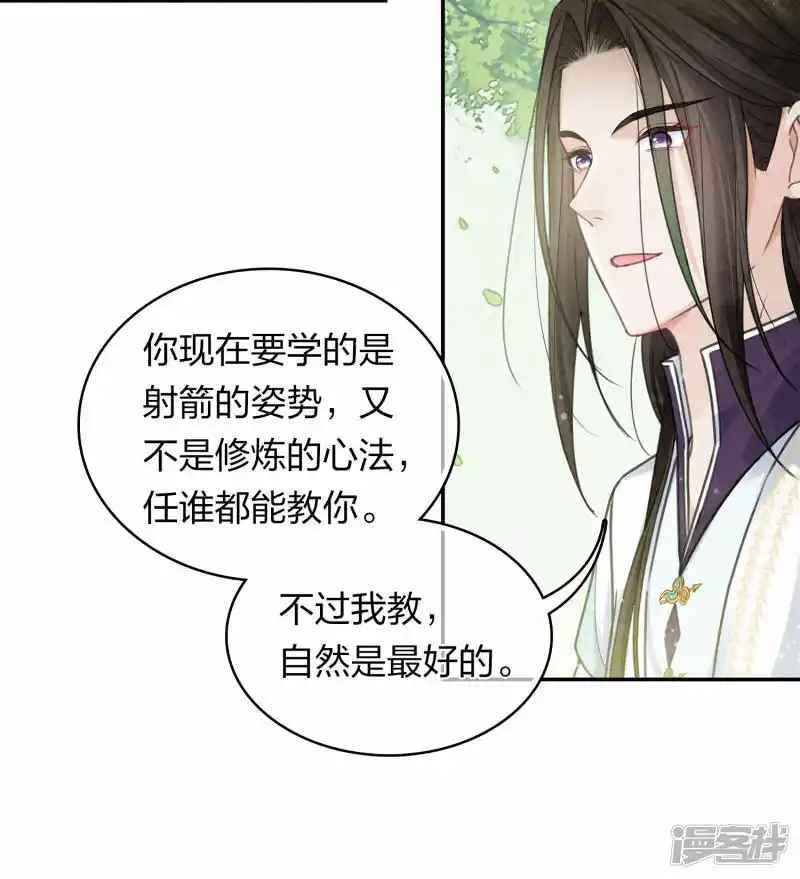 你现在要学的是
射箭的姿势，又
不是修炼的心法，
任谁都能教你。
不过我教，
自然是最好的。
漫客栈